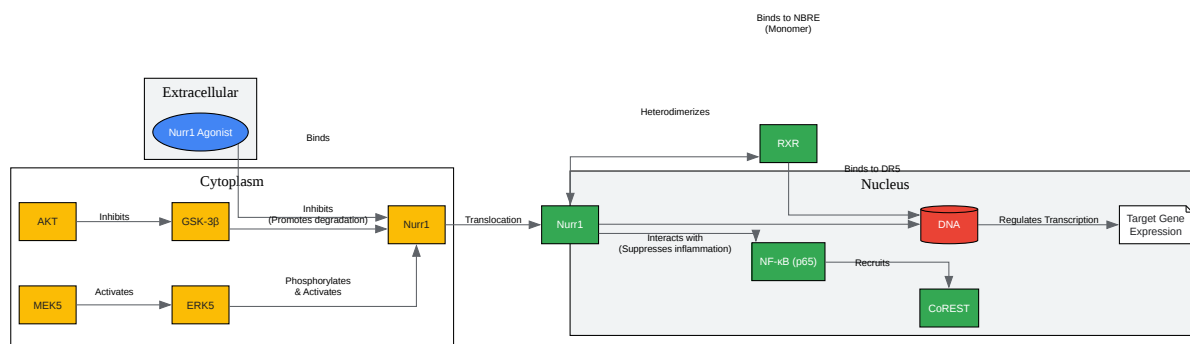 Binds to NBRE
(Monomer)
Extracellular
Nurr1 Agonist
Binds
Heterodimerizes
RXR
Binds to DR5
Cytoplasm
Nucleus
AKT
Inhibits
GSK-3β
Inhibits
(Promotes degradation)
Nurr1
Translocation
Nurr1
Interacts with
(Suppresses inflammation)
DNA
Regulates Transcription
Target Gene
Expression
NF-κB (p65)
Recruits
CoREST
MEK5
Activates
ERK5
Phosphorylates
& Activates